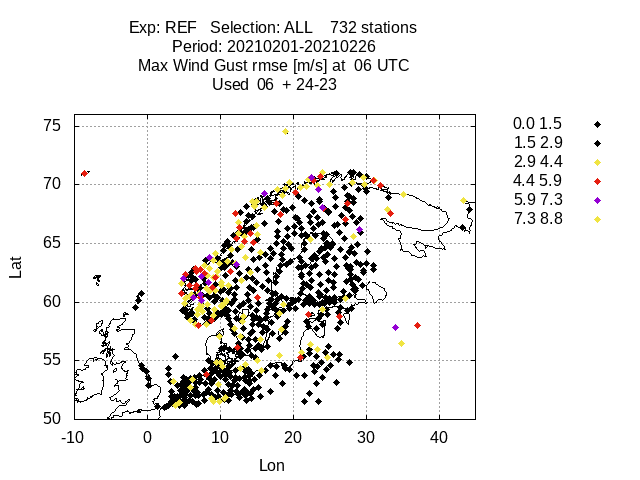 Exp: REF   Selection: ALL    732 stations
Period: 20210201-20210226
Max Wind Gust rmse [m/s] at  06 UTC
Used  06  + 24-23
0.0 1.5
1.5 2.9
2.9 4.4
4.4 5.9
5.9 7.3
7.3 8.8
Lat
75
70
65
60
55
50
-10 0 10 20 30 40
Lon